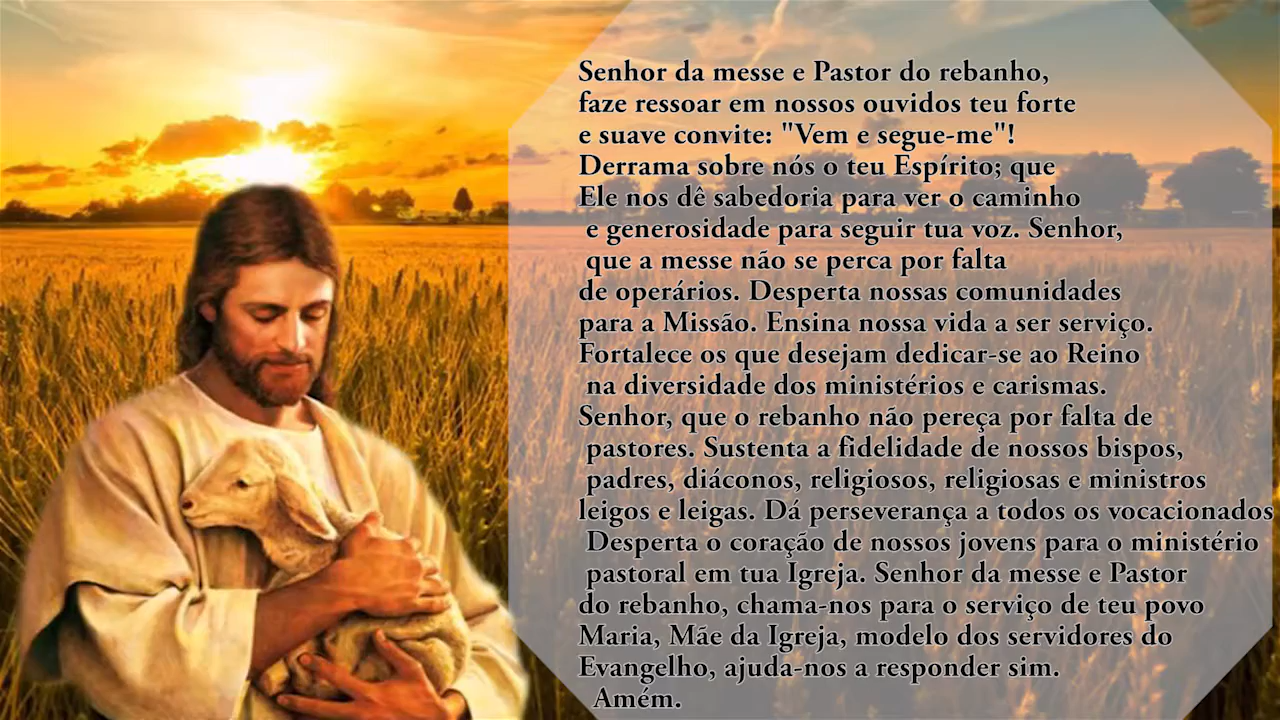 Senhor da messe e Pastor do rebanho,
faze ressoar em nossos ouvidos teu forte
e suave convite: "Vem e segue-me"!
Derrama sobre nós o teu Espírito; que
Ele nos dê sabedoria para ver o caminho
e generosidade para seguir tua voz. Senhor,
que a messe não se perca por falta
de operários. Desperta nossas comunidades
para a Missão. Ensina nossa vida a ser serviço.
Fortalece os que desejam dedicar-se ao Reino
na diversidade dos ministérios e carismas.
Senhor, que o rebanho não pereça por falta de
pastores. Sustenta a fidelidade de nossos bispos,
padres, diáconos, religiosos, religiosas e ministros
leigos e leigas. Dá perseverança a todos os vocacionados
Desperta o coração de nossos jovens para o ministério
pastoral em tua Igreja. Senhor da messe e Pastor
do rebanho, chama-nos para o serviço de teu povo
Maria, Mãe da Igreja, modelo dos servidores do
Evangelho, ajuda-nos a responder sim.
Amém.